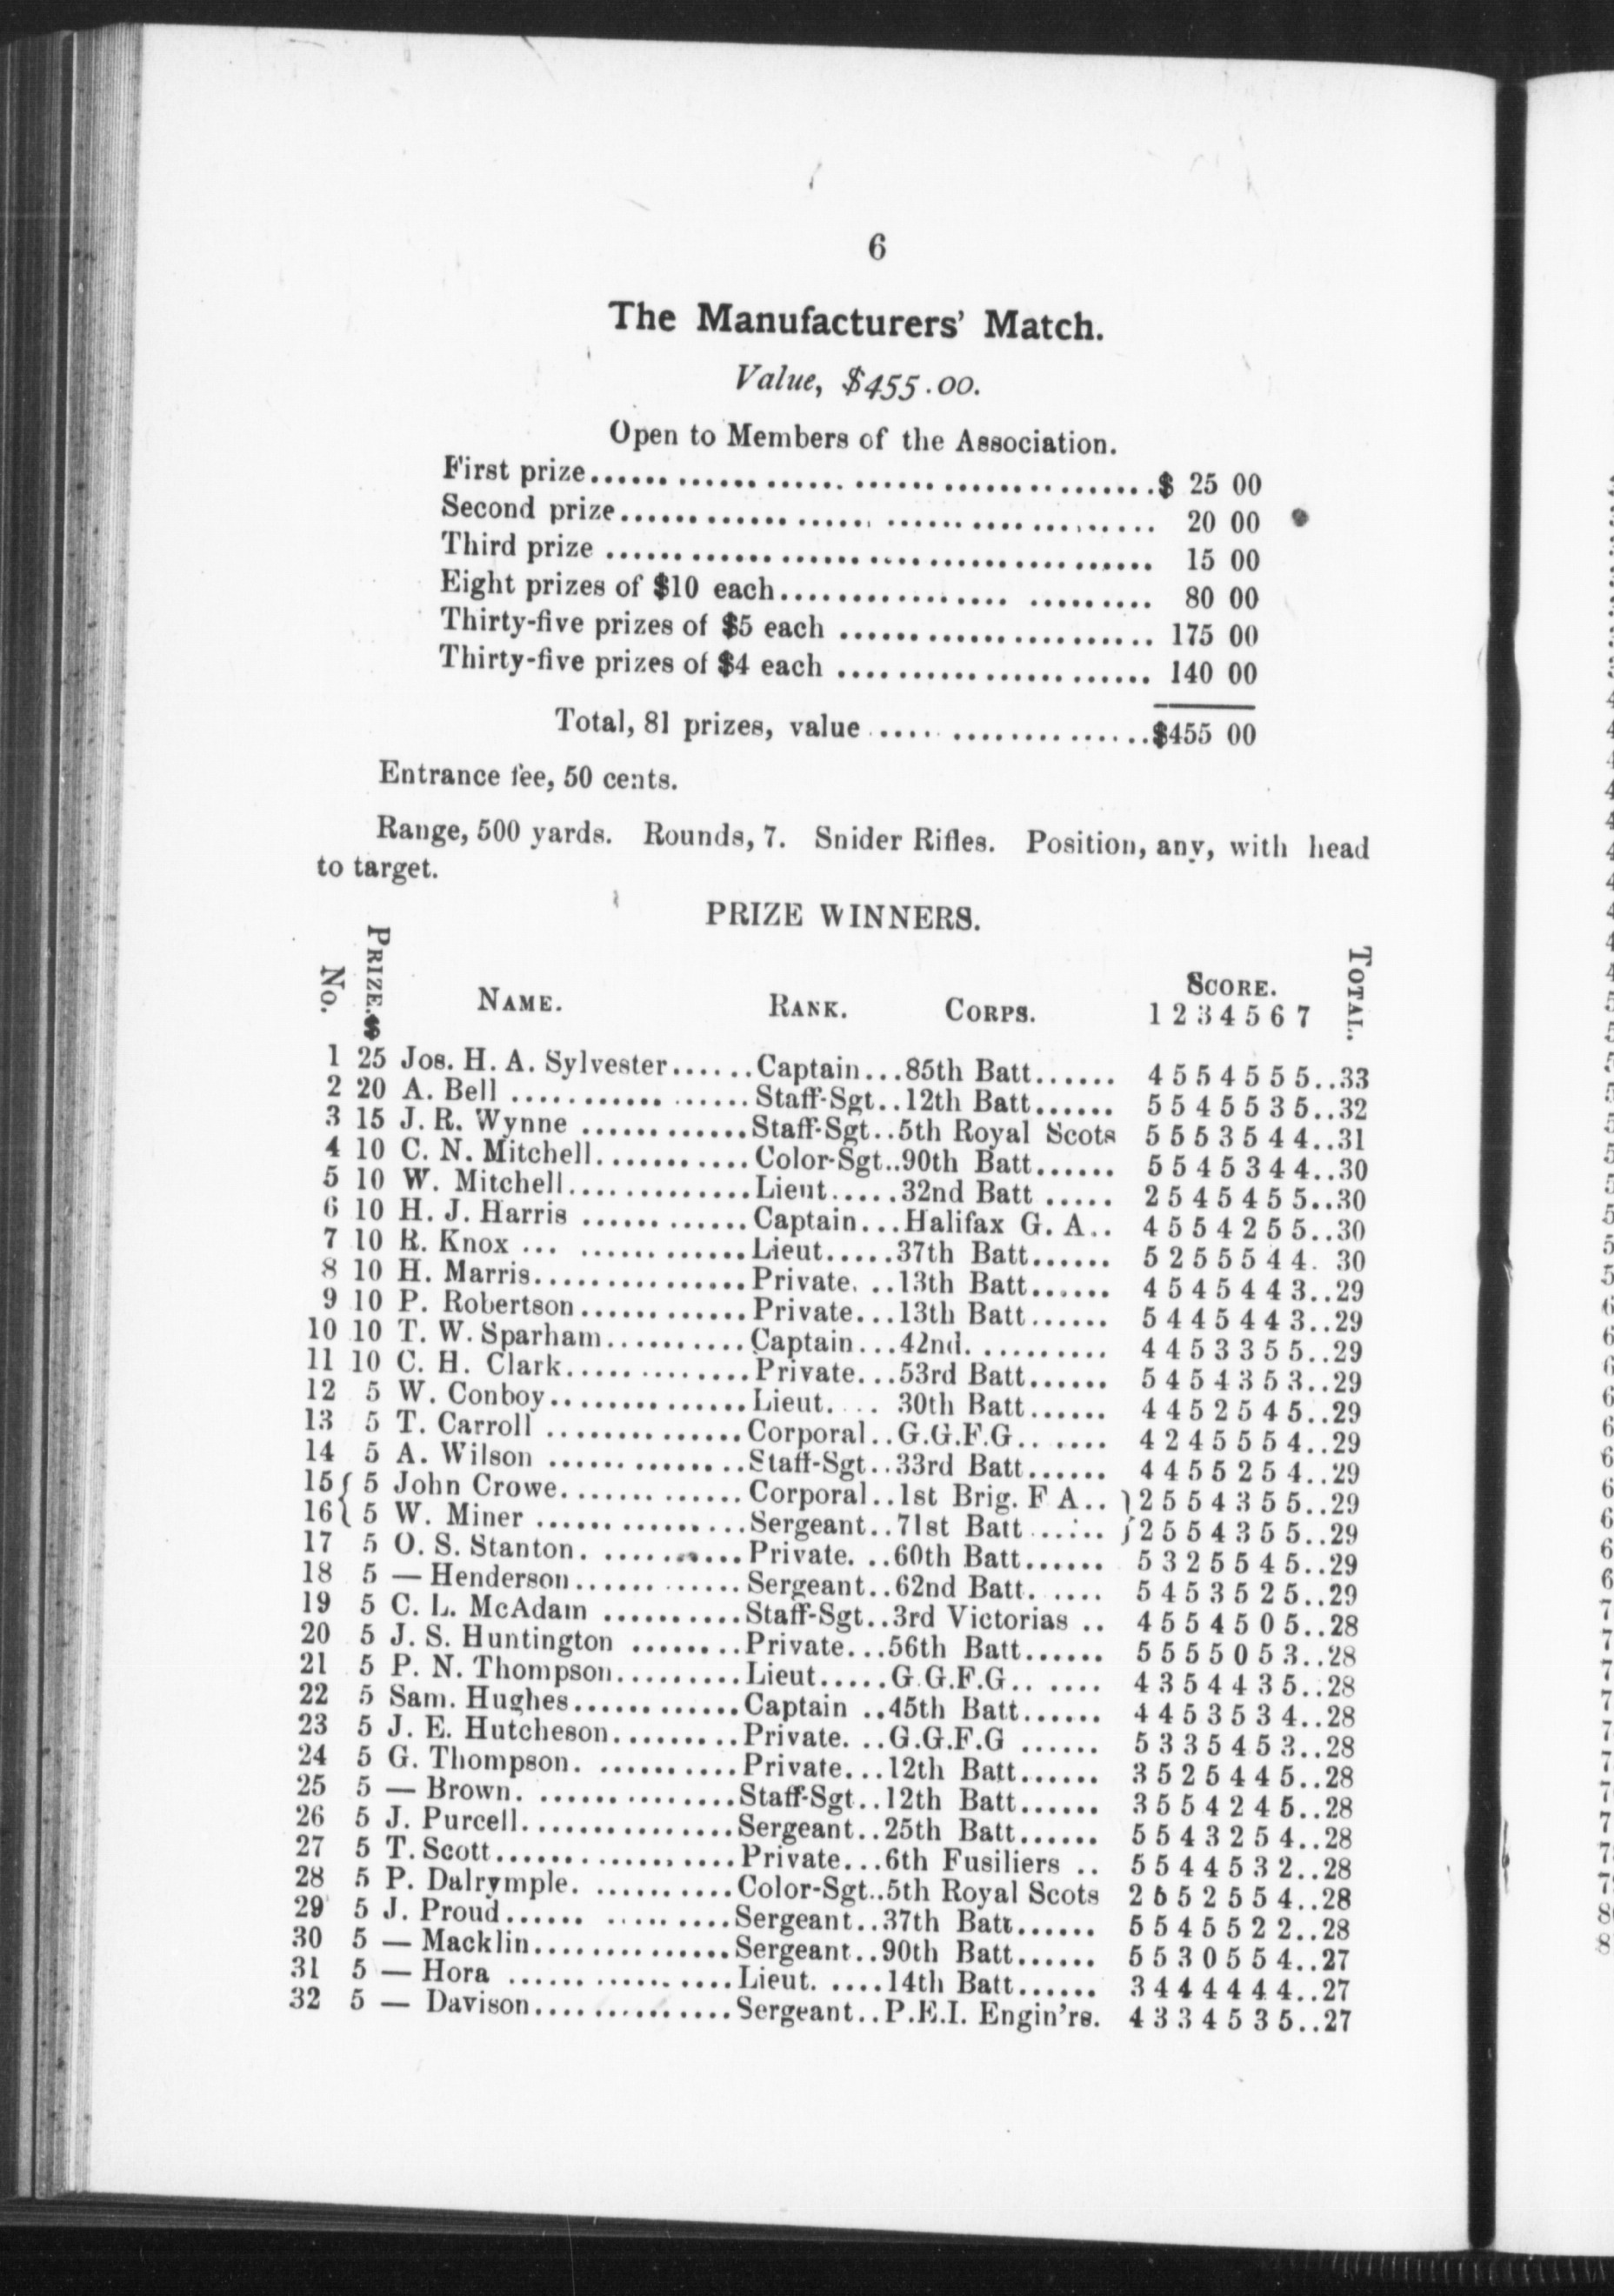 6
The Manufacturers' Match.
Value, $455.00.
Open to Members of the Association.
First prize....................................$ 25 00
Second prize.................................... 20 00
Third prize .................................... 15 00
Eight prizes of $10 each........................ 80 00
Thirty-five prizes of $5 each ..................... 175 00
Thirty-five prizes of $4 each ..................... 140 00
Total, 81 prizes, value ..................$455 00
Entrance fee, 50 cents.
Range, 500 yards. Rounds, 7. Snider Rifles. Position, any, with head
to target.
PRIZE WINNERS.
No. PRIZE.$ NAME. RANK. CORPS. SCORE. TOTAL.
1 2 3 4 5 6 7
1 25 Jos. H. A. Sylvester......Captain...85th Batt...... 4 5 5 4 5 5 5..33
2 20 A. Bell ..................Staff-Sgt..12th Batt...... 5 5 4 5 5 3 5..32
3 15 J. R. Wynne ............Staff-Sgt..5th Royal Scots 5 5 5 3 5 4 4..31
4 10 C. N. Mitchell...........Color-Sgt..90th Batt...... 5 5 4 5 3 4 4..30
5 10 W. Mitchell..............Lieut.....32nd Batt ..... 2 5 4 5 4 5 5..30
6 10 H. J. Harris ............Captain...Halifax G. A.. 4 5 5 4 2 5 5..30
7 10 R. Knox ... ............Lieut.....37th Batt...... 5 2 5 5 5 4 4. 30
8 10 H. Marris...............Private. ..13th Batt...... 4 5 4 5 4 4 3..29
9 10 P. Robertson............Private...13th Batt...... 5 4 4 5 4 4 3..29
10 10 T. W. Sparham..........Captain...42nd. .......... 4 4 5 3 3 5 5..29
11 10 C. H. Clark..............Private...53rd Batt...... 5 4 5 4 3 5 3..29
12 5 W. Conboy..............Lieut. .. . 30th Batt...... 4 4 5 2 5 4 5..29
13 5 T. Carroll ..............Corporal..G.G.F.G.. .... 4 2 4 5 5 5 4..29
14 5 A. Wilson ..............Staff-Sgt..33rd Batt...... 4 4 5 5 2 5 4..29
15 { 5 John Crowe.............Corporal..1st Brig. F A.. } 2 5 5 4 3 5 5..29
16 { 5 W. Miner ...............Sergeant..71st Batt ..... } 2 5 5 4 3 5 5..29
17 5 O. S. Stanton. ..........Private. ..60th Batt...... 5 3 2 5 5 4 5..29
18 5 — Henderson............Sergeant..62nd Batt. ..... 5 4 5 3 5 2 5..29
19 5 C. L. McAdam ..........Staff-Sgt..3rd Victorias .. 4 5 5 4 5 0 5..28
20 5 J. S. Huntington ........Private...56th Batt...... 5 5 5 5 0 5 3..28
21 5 P. N. Thompson.........Lieut.....G.G.F.G.. .... 4 3 5 4 4 3 5..28
22 5 Sam. Hughes............Captain ..45th Batt...... 4 4 5 3 5 3 4..28
23 5 J. E. Hutcheson.........Private. ..G.G.F.G ...... 5 3 3 5 4 5 3..28
24 5 G. Thompson. ..........Private...12th Batt...... 3 5 2 5 4 4 5..28
25 5 — Brown. ..............Staff-Sgt..12th Batt...... 3 5 5 4 2 4 5..28
26 5 J. Purcell...............Sergeant..25th Batt...... 5 5 4 3 2 5 4..28
27 5 T. Scott.................Private...6th Fusiliers .. 5 5 4 4 5 3 2..28
28 5 P. Dalrymple. ..........Color-Sgt..5th Royal Scots 2 5 5 2 5 5 4..28
29 5 J. Proud...... .........Sergeant..37th Batt...... 5 5 4 5 5 2 2..28
30 5 — Macklin..............Sergeant..90th Batt...... 5 5 3 0 5 5 4..27
31 5 — Hora ................Lieut. ....14th Batt...... 3 4 4 4 4 4 4..27
32 5 — Davison..............Sergeant..P.E.I. Engin'rs. 4 3 3 4 5 3 5..27